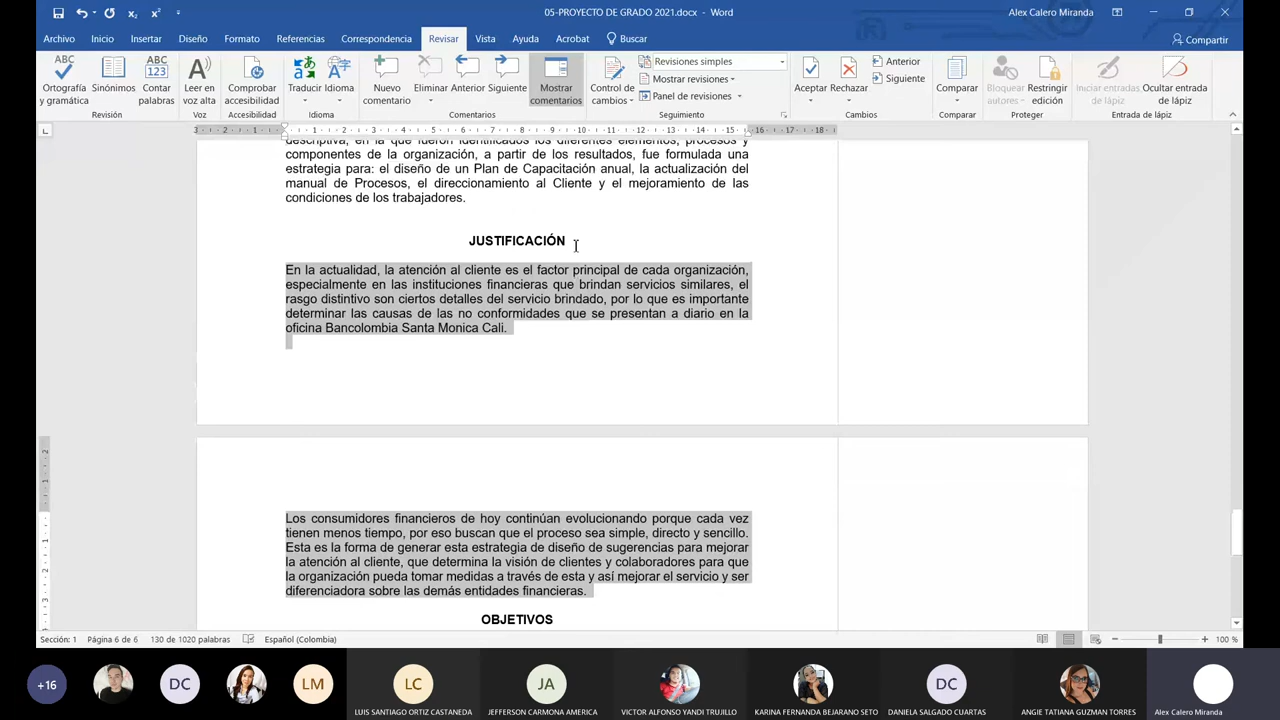 05-PROYECTO DE GRADO 2021.docx - Word
Alex Calero Miranda
Archivo Inicio Insertar Diseño Formato Referencias Correspondencia Revisar Vista Ayuda Acrobat Buscar
Compartir
Ortografía y gramática
Sinónimos
Contar palabras
Revisión
Leer en voz alta
Voz
Comprobar accesibilidad
Accesibilidad
Traducir
Idioma
Idioma
Nuevo comentario
Eliminar
Anterior
Siguiente
Mostrar comentarios
Comentarios
Control de cambios
Revisiones simples
Mostrar revisiones
Panel de revisiones
Seguimiento
Aceptar
Rechazar
Anterior
Siguiente
Cambios
Comparar
Comparar
Bloquear autores
Restringir edición
Proteger
Iniciar entradas de lápiz
Ocultar entrada de lápiz
Entrada de lápiz
descriptiva, en la que fueron identificados los diferentes elementos, procesos y
componentes de la organización, a partir de los resultados, fue formulada una
estrategia para: el diseño de un Plan de Capacitación anual, la actualización del
manual de Procesos, el direccionamiento al Cliente y el mejoramiento de las
condiciones de los trabajadores.
JUSTIFICACIÓN
En la actualidad, la atención al cliente es el factor principal de cada organización,
especialmente en las instituciones financieras que brindan servicios similares, el
rasgo distintivo son ciertos detalles del servicio brindado, por lo que es importante
determinar las causas de las no conformidades que se presentan a diario en la
oficina Bancolombia Santa Monica Cali.
Los consumidores financieros de hoy continúan evolucionando porque cada vez
tienen menos tiempo, por eso buscan que el proceso sea simple, directo y sencillo.
Esta es la forma de generar esta estrategia de diseño de sugerencias para mejorar
la atención al cliente, que determina la visión de clientes y colaboradores para que
la organización pueda tomar medidas a través de esta y así mejorar el servicio y ser
diferenciadora sobre las demás entidades financieras.
OBJETIVOS
Sección: 1 Página 6 de 6 130 de 1020 palabras Español (Colombia)
100 %
+16
DC
LM
LC
JA
DC
LUIS SANTIAGO ORTIZ CASTAÑEDA
JEFFERSON CARMONA AMERICA
VICTOR ALFONSO YANDI TRUJILLO
KARINA FERNANDA BEJARANO SETO
DANIELA SALGADO CUARTAS
ANGIE TATIANA GUZMAN TORRES
Alex Calero Miranda